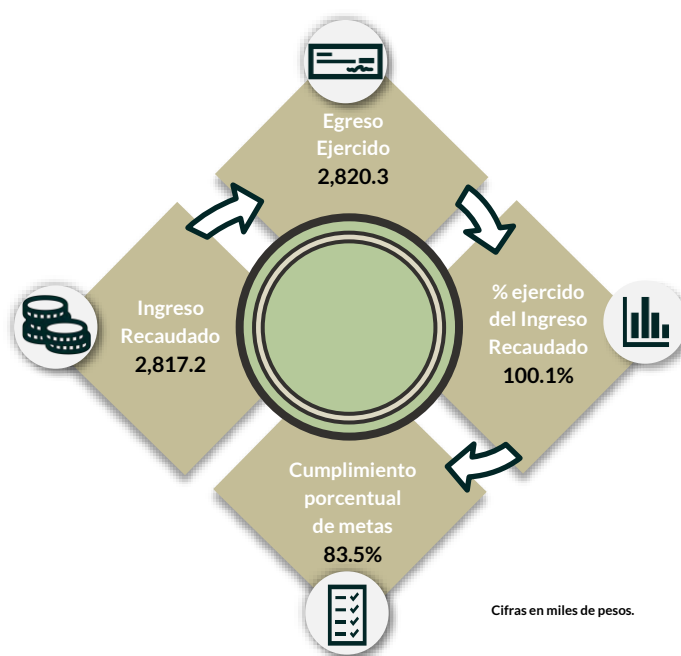 Egreso
Ejercido
2,820.3
Ingreso
Recaudado
2,817.2
% ejercido
del Ingreso
Recaudado
100.1%
Cumplimiento
porcentual
de metas
83.5%
Cifras en miles de pesos.